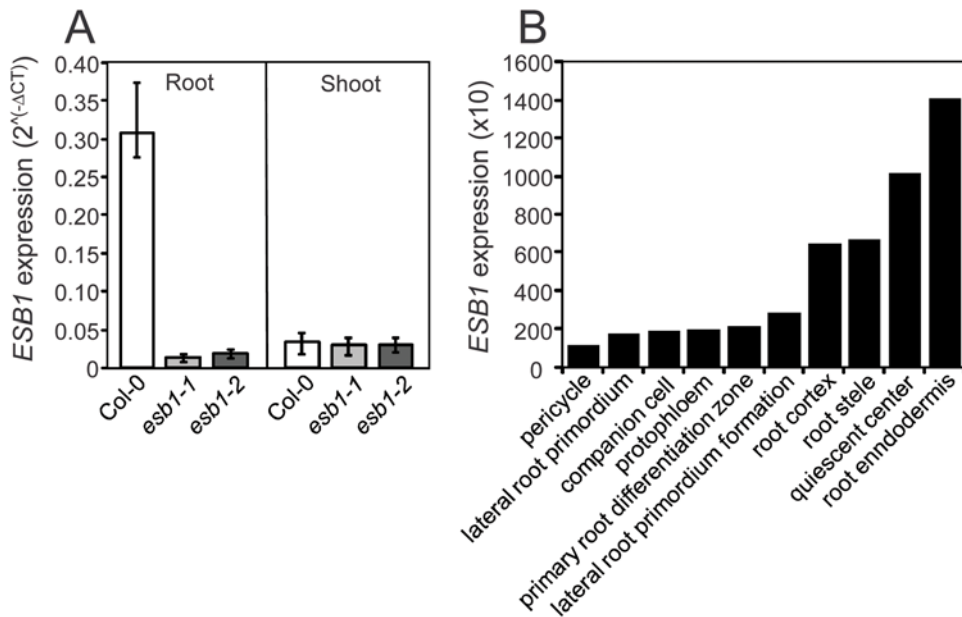 A
ESB1 expression (2^(-ΔCT))
0.40
0.35
0.30
0.25
0.20
0.15
0.10
0.05
0
Root
Shoot
Col-0
esb1-1
esb1-2
Col-0
esb1-1
esb1-2
B
ESB1 expression (x10)
1600
1400
1200
1000
800
600
400
200
0
pericycle
lateral root primordium
companion cell
protophloem
primary root differentiation zone
lateral root primordium formation
root cortex
root stele
quiescent center
root enndodermis